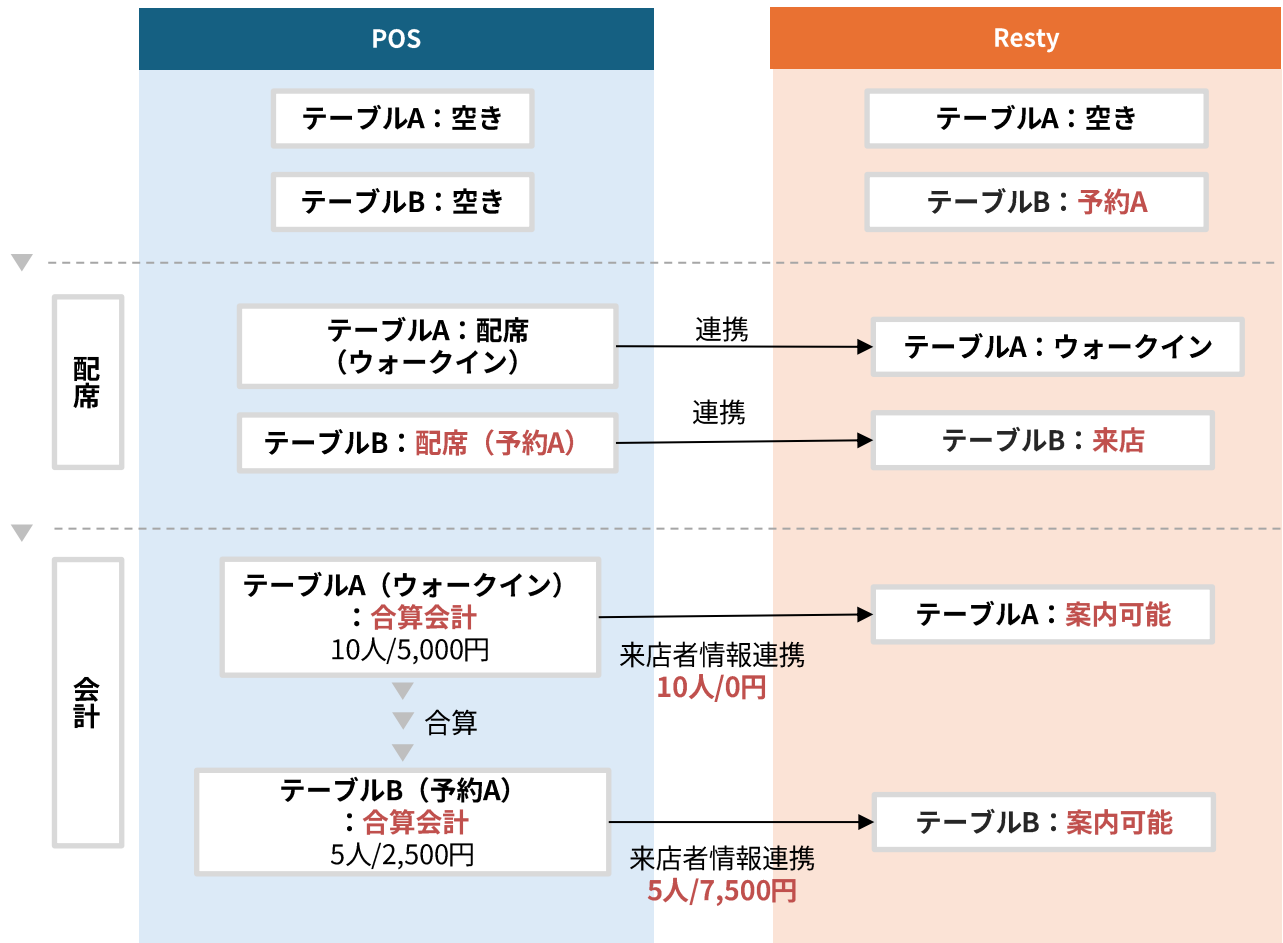 POS
Resty
テーブルA：空き
テーブルA：空き
テーブルB：空き
テーブルB：予約A
配席
テーブルA：配席
（ウォークイン）
連携
テーブルA：ウォークイン
テーブルB：配席（予約A）
連携
テーブルB：来店
会計
テーブルA（ウォークイン）
：合算会計
10人/5,000円
来店者情報連携
10人/0円
テーブルA：案内可能
合算
テーブルB（予約A）
：合算会計
5人/2,500円
来店者情報連携
5人/7,500円
テーブルB：案内可能